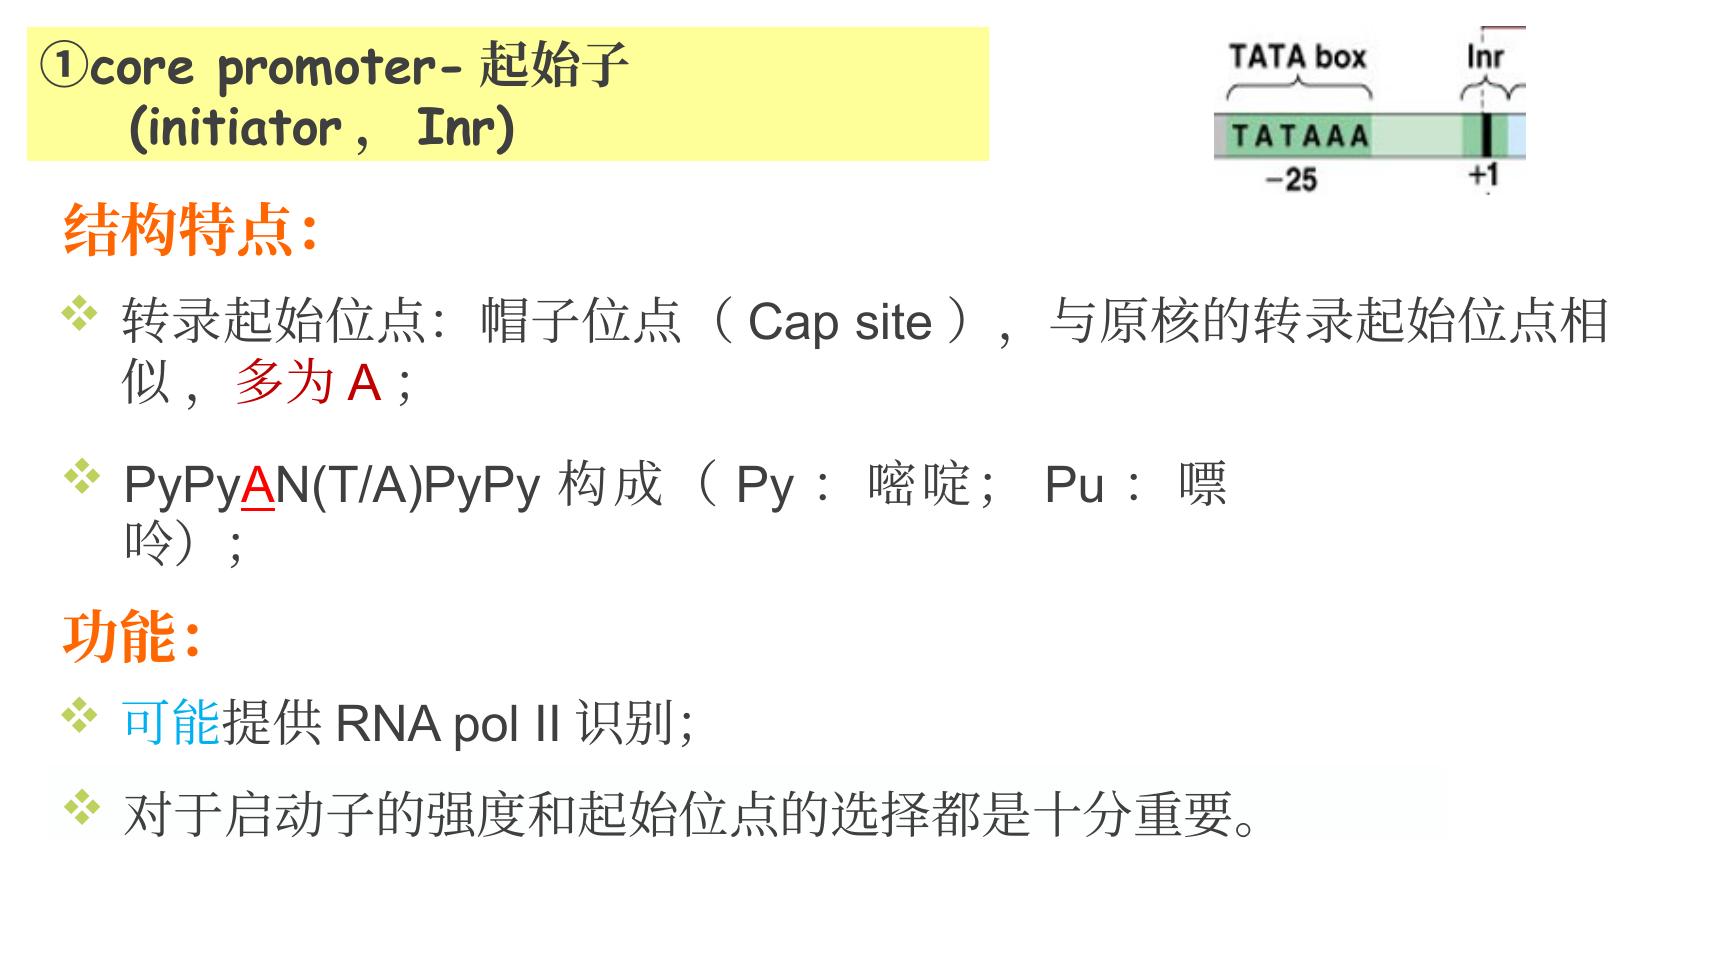 ①core promoter- 起始子
(initiator ， Inr)
TATA box
Inr
TATAAA
−25
+1
结构特点：
转录起始位点：帽子位点（ Cap site ），与原核的转录起始位点相
似，多为 A ；
PyPyAN(T/A)PyPy 构成（ Py ：嘧啶； Pu ：嘌
呤）；
功能：
可能提供 RNA pol II 识别；
对于启动子的强度和起始位点的选择都是十分重要。